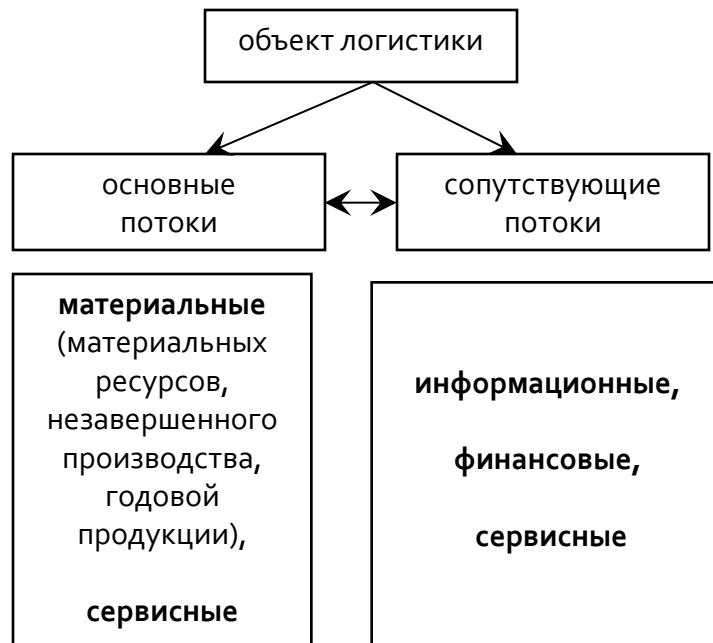 объект логистики
основные
потоки
сопутствующие
потоки
материальные
(материальных
ресурсов,
незавершенного
производства,
годовой
продукции),
сервисные
информационные,
финансовые,
сервисные